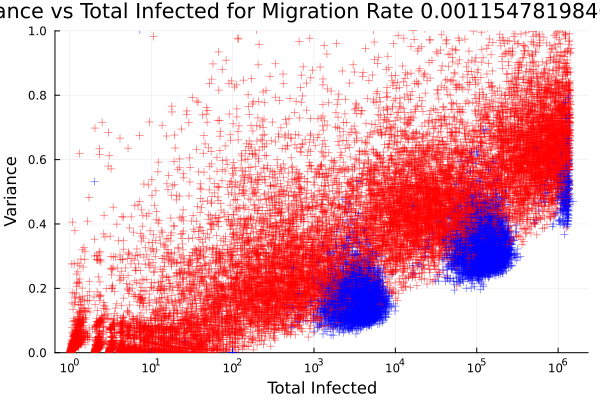 ance vs Total Infected for Migration Rate 0.001154781984
1.0
0.8
0.6
0.4
0.2
0.0
Variance
10⁰ 10¹ 10² 10³ 10⁴ 10⁵ 10⁶
Total Infected